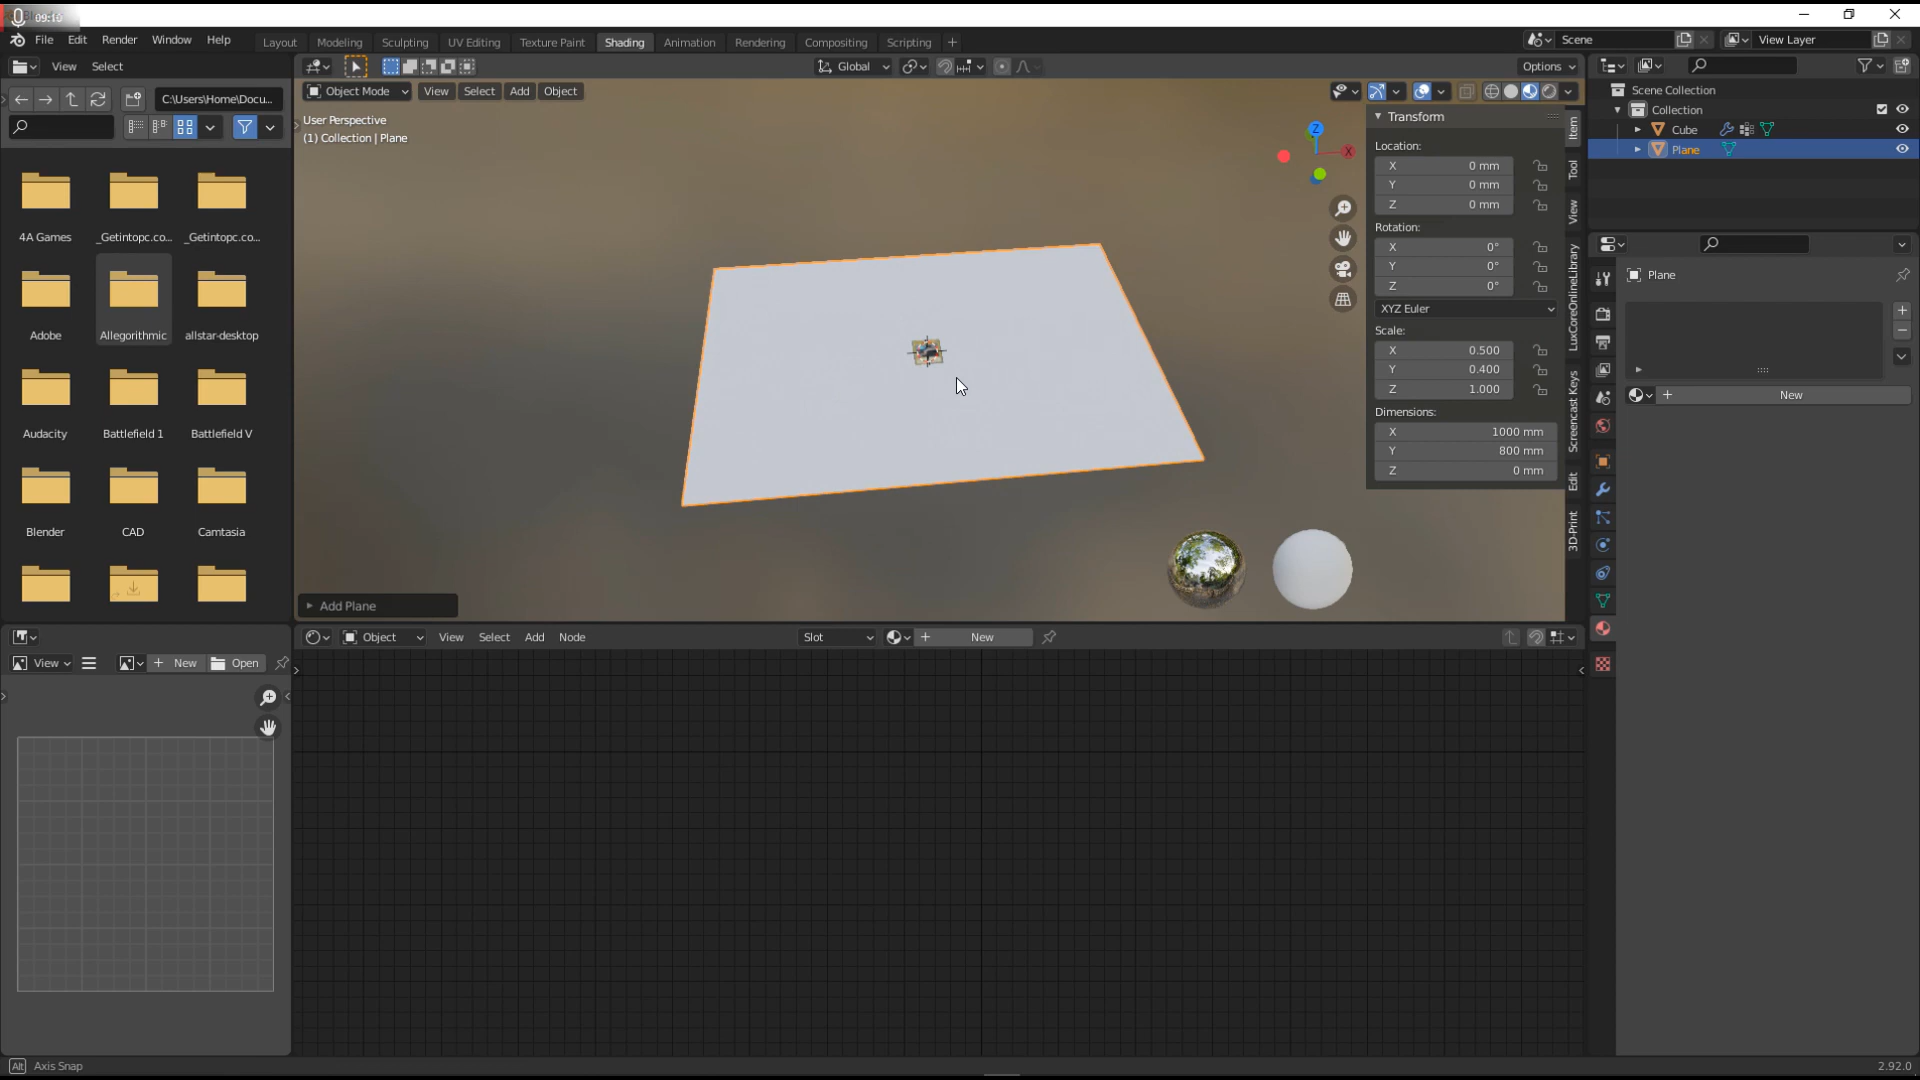 09:10
File Edit Render Window Help
Layout Modeling Sculpting UV Editing Texture Paint Shading Animation Rendering Compositing Scripting +
Scene
View Layer
View Select
Global
Options
C:\Users\Home\Docu...
Object Mode View Select Add Object
User Perspective
(1) Collection | Plane
4A Games
_Getintopc.co...
_Getintopc.co...
Adobe
Allegorithmic
allstar-desktop
Audacity
Battlefield 1
Battlefield V
Blender
CAD
Camtasia
Z
X
Transform
Location:
X 0 mm
Y 0 mm
Z 0 mm
Rotation:
X 0°
Y 0°
Z 0°
XYZ Euler
Scale:
X 0.500
Y 0.400
Z 1.000
Dimensions:
X 1000 mm
Y 800 mm
Z 0 mm
Item
Tool
View
LuxCoreOnlineLibrary
Screencast Keys
Edit
3D-Print
Scene Collection
Collection
Cube
Plane
Plane
+ New
Add Plane
Object View Select Add Node
Slot
+ New
View
+ New
Open
Alt Axis Snap
2.92.0